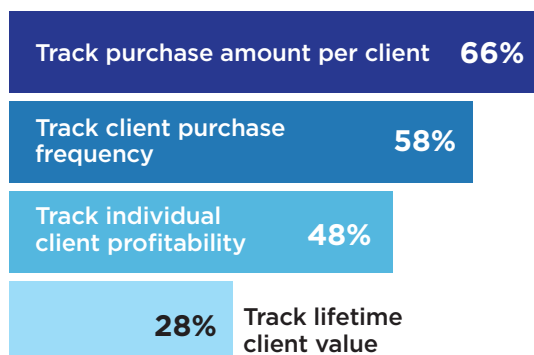 Track purchase amount per client 66%
Track client purchase
frequency
58%
Track individual
client profitability
48%
28%
Track lifetime
client value